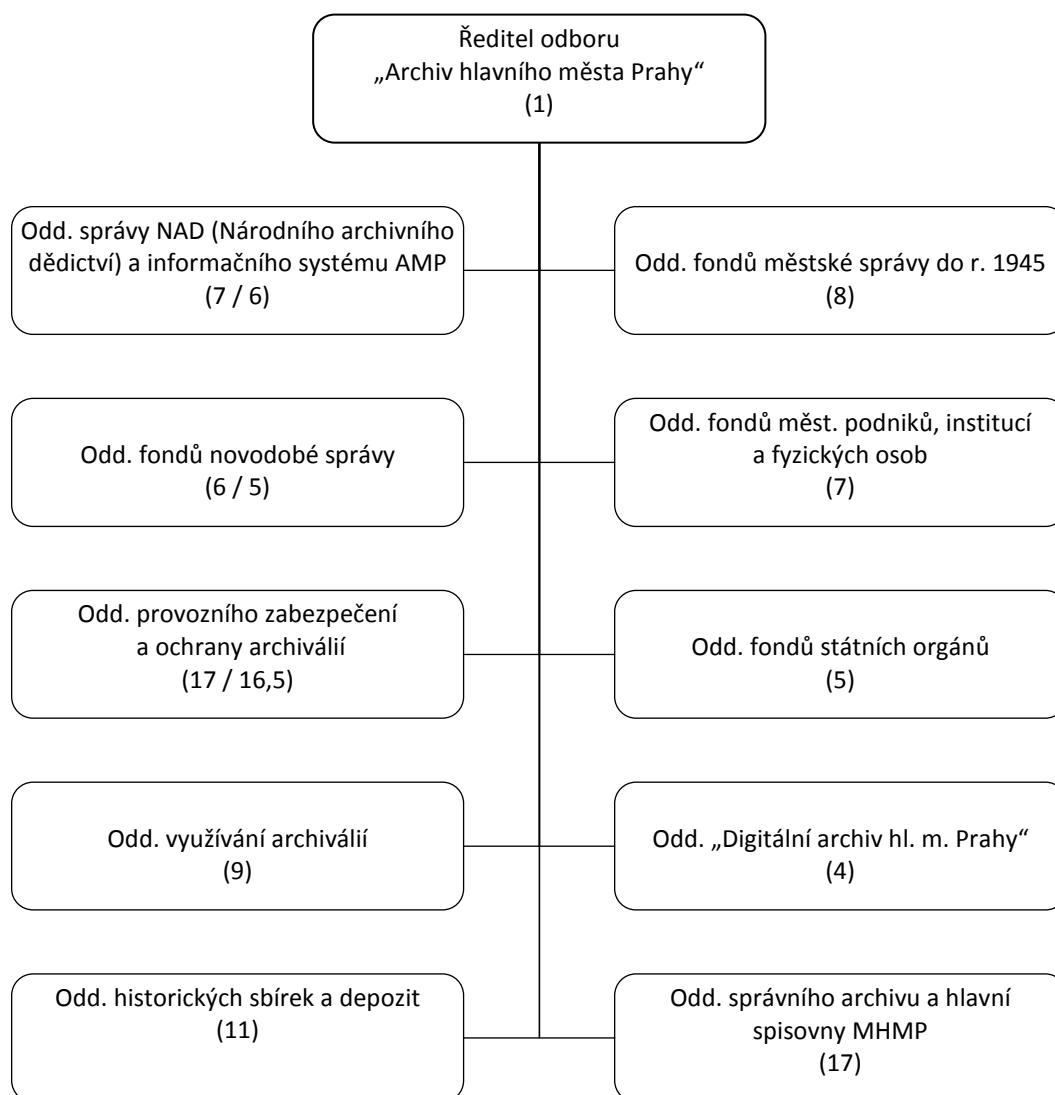 Ředitel odboru
„Archiv hlavního města Prahy“
(1)
Odd. správy NAD (Národního archivního
dědictví) a informačního systému AMP
(7 / 6)
Odd. fondů městské správy do r. 1945
(8)
Odd. fondů novodobé správy
(6 / 5)
Odd. fondů měst. podniků, institucí
a fyzických osob
(7)
Odd. provozního zabezpečení
a ochrany archiválií
(17 / 16,5)
Odd. fondů státních orgánů
(5)
Odd. využívání archiválií
(9)
Odd. „Digitální archiv hl. m. Prahy“
(4)
Odd. historických sbírek a depozit
(11)
Odd. správního archivu a hlavní
spisovny MHMP
(17)